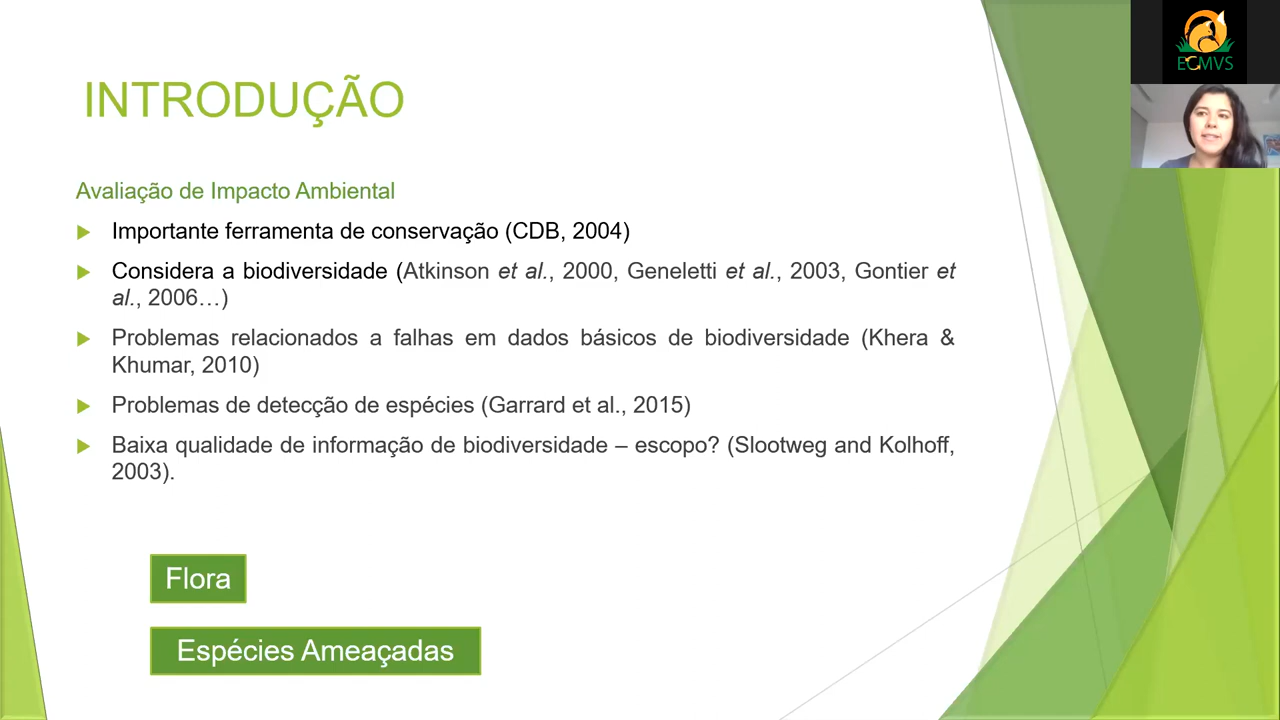 ECMVS
INTRODUÇÃO
Avaliação de Impacto Ambiental
Importante ferramenta de conservação (CDB, 2004)
Considera a biodiversidade (Atkinson et al., 2000, Geneletti et al., 2003, Gontier et
al., 2006…)
Problemas relacionados a falhas em dados básicos de biodiversidade (Khera &
Khumar, 2010)
Problemas de detecção de espécies (Garrard et al., 2015)
Baixa qualidade de informação de biodiversidade – escopo? (Slootweg and Kolhoff,
2003).
Flora
Espécies Ameaçadas